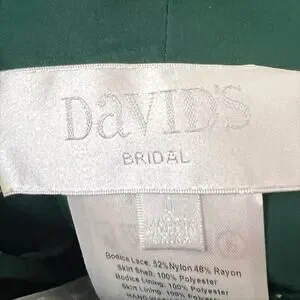 DaVID'S
BRIDAL
Bodice Lace: 52%Nylon 48% Rayon
Skirt Shell: 100% Polyester
Bodice Lining: 100% Polyester
Skirt Lining: 100%